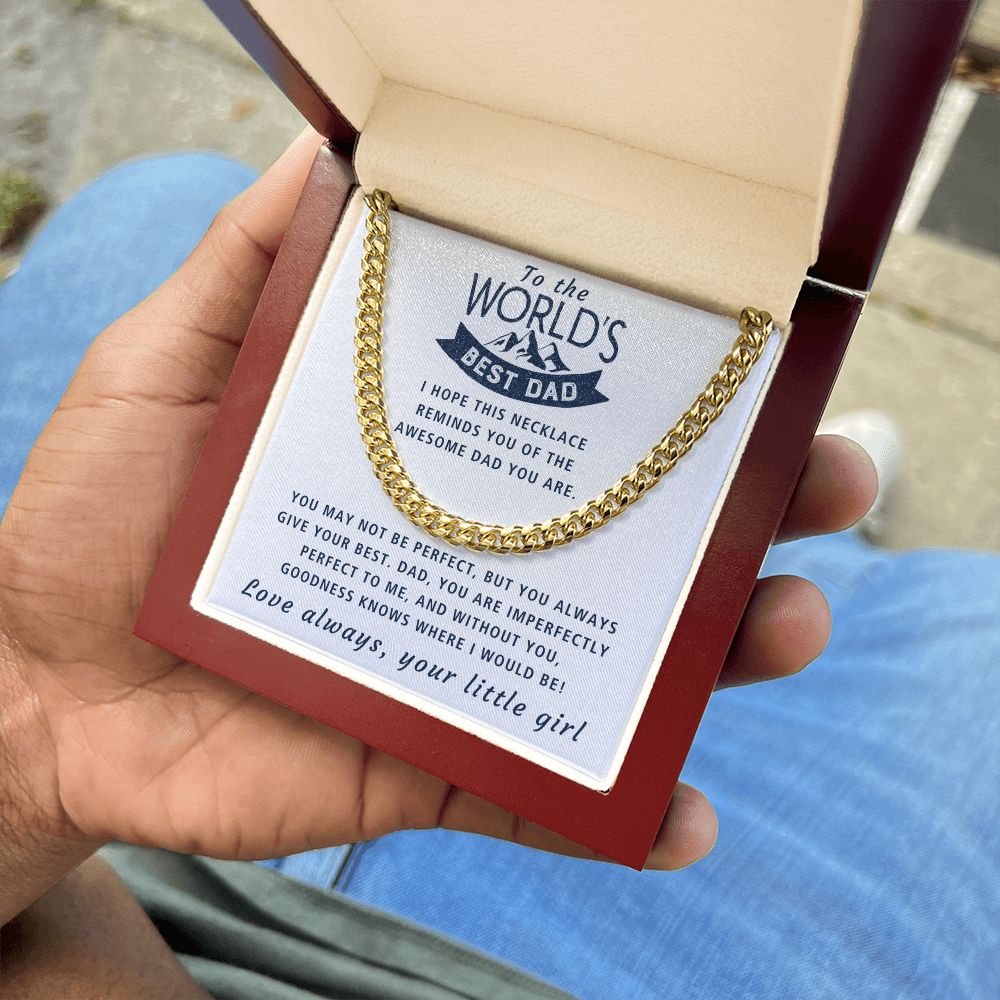 To the
WORLD'S
BEST DAD
I HOPE THIS NECKLACE
REMINDS YOU OF THE
AWESOME DAD YOU ARE.
YOU MAY NOT BE PERFECT, BUT YOU ALWAYS
GIVE YOUR BEST. DAD, YOU ARE IMPERFECTLY
PERFECT TO ME, AND WITHOUT YOU,
GOODNESS KNOWS WHERE I WOULD BE!
Love always, your little girl